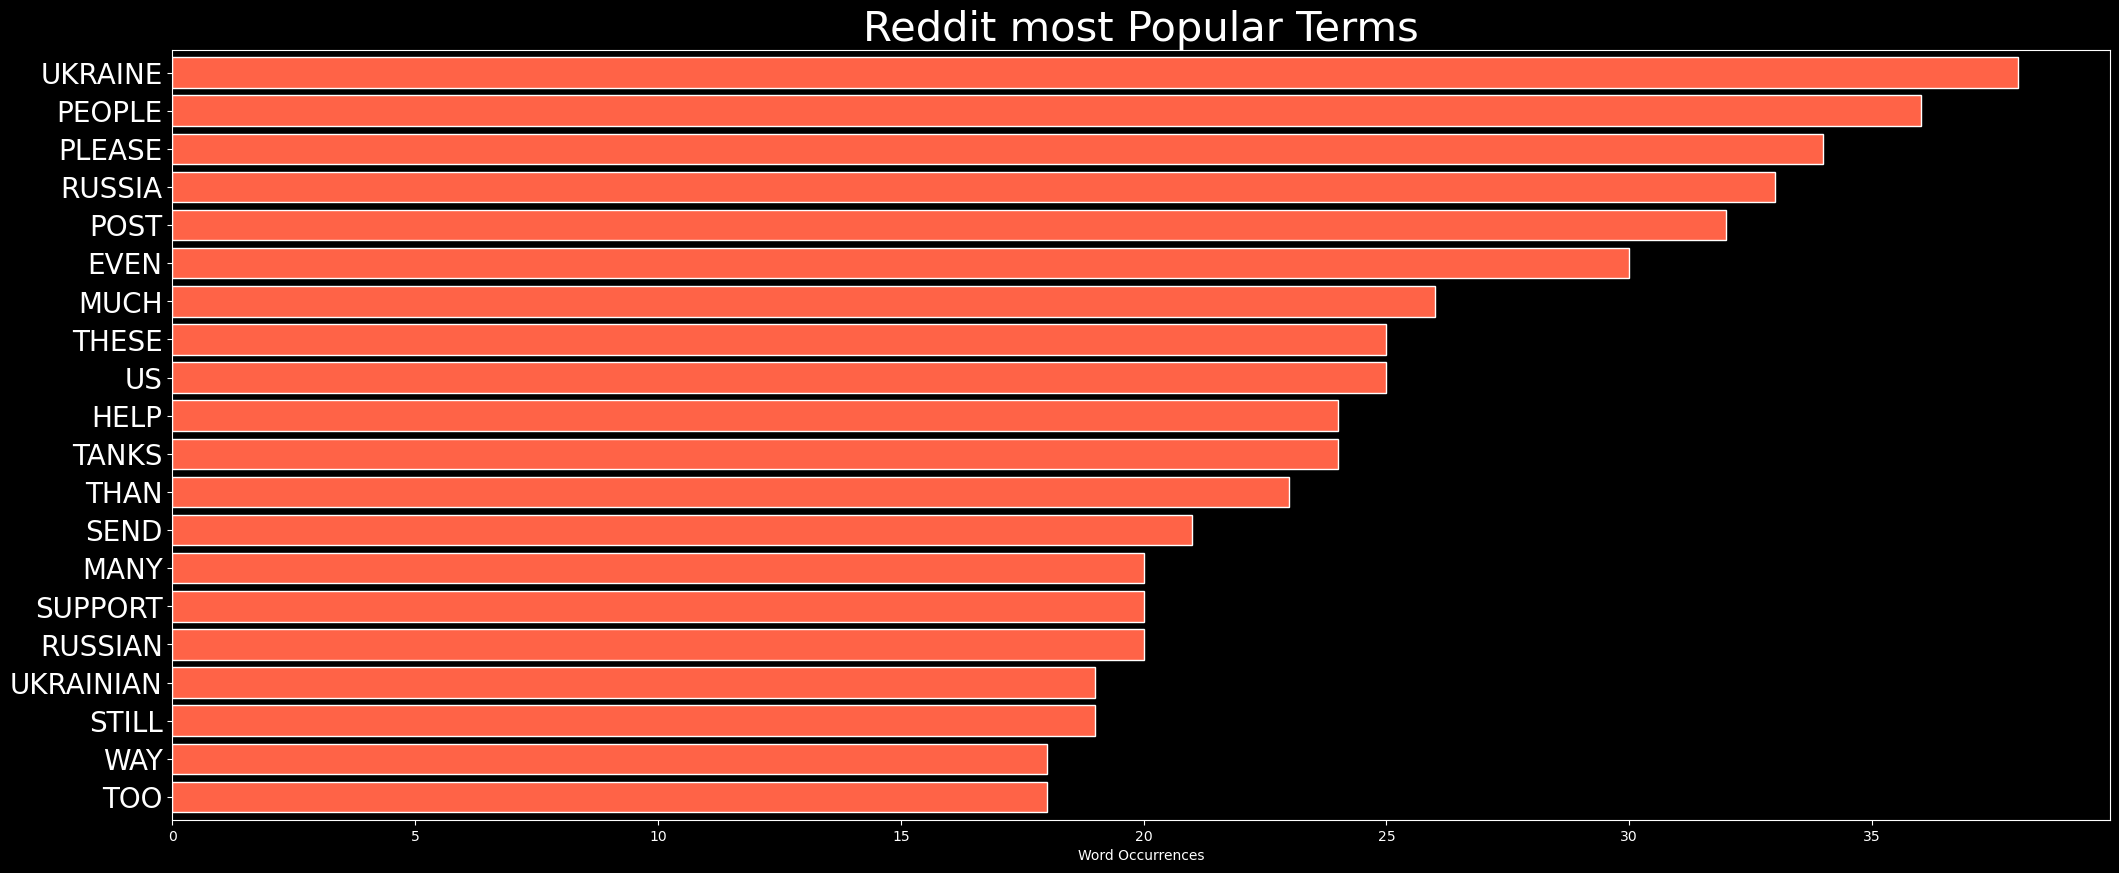 Reddit most Popular Terms
UKRAINE
PEOPLE
PLEASE
RUSSIA
POST
EVEN
MUCH
THESE
US
HELP
TANKS
THAN
SEND
MANY
SUPPORT
RUSSIAN
UKRAINIAN
STILL
WAY
TOO
0 5 10 15 20 25 30 35
Word Occurrences